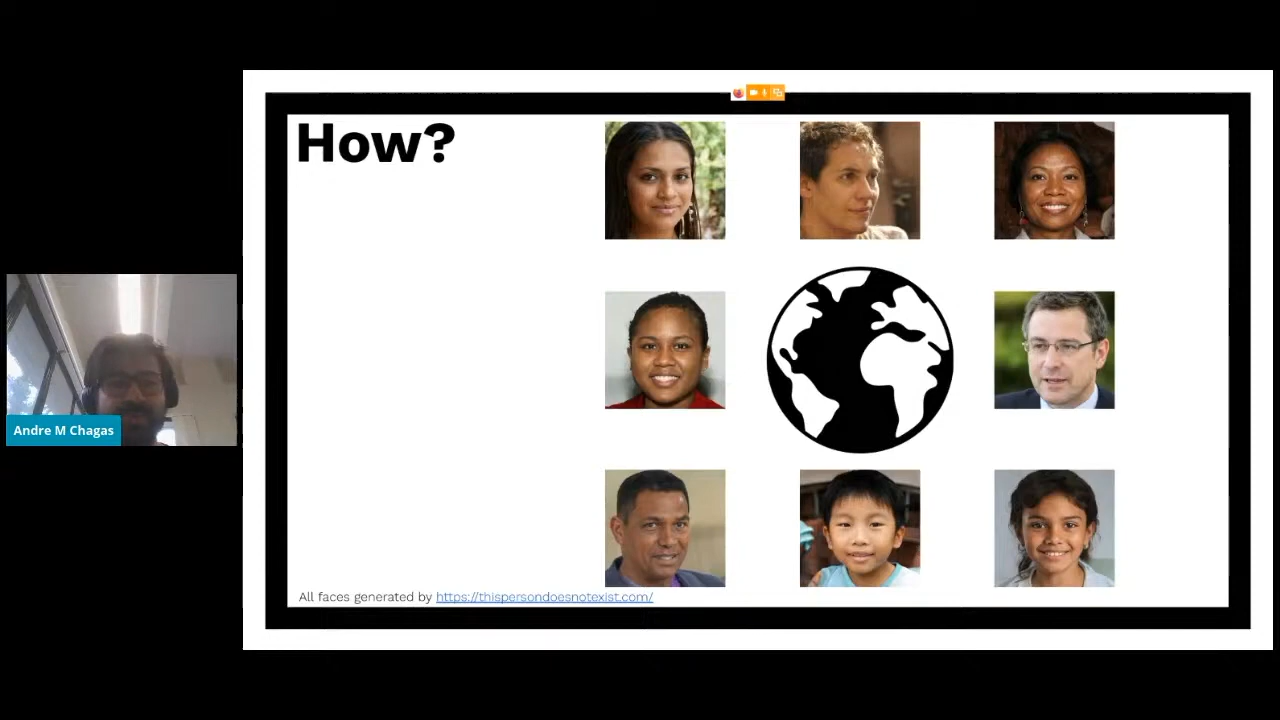 How?
Andre M Chagas
All faces generated by https://thispersondoesnotexist.com/